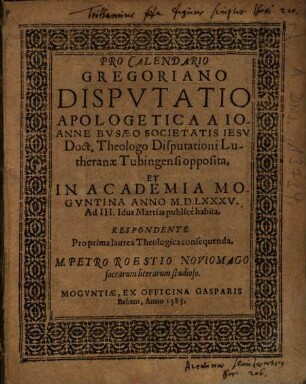 PRO CALENDARIO
GREGORIANO
DISPVTATIO
APOLOGETICA A IO-
ANNE BVSÆO SOCIETATIS IESV
Doct. Theologo Disputationi Lu-
theranæ Tubingensi opposita,
ET
IN ACADEMIA MO-
GVNTINA ANNO M.D.LXXXV.
Ad III. Idus Martias publicè habita.
RESPONDENTE
Pro prima laurea Theologica consequenda,
M. PETRO ROESTIO NOVIOMAGO
sacrarum literarum studioso.
MOGVNTIÆ, EX OFFICINA GASPARIS
Behem, Anno 1585.